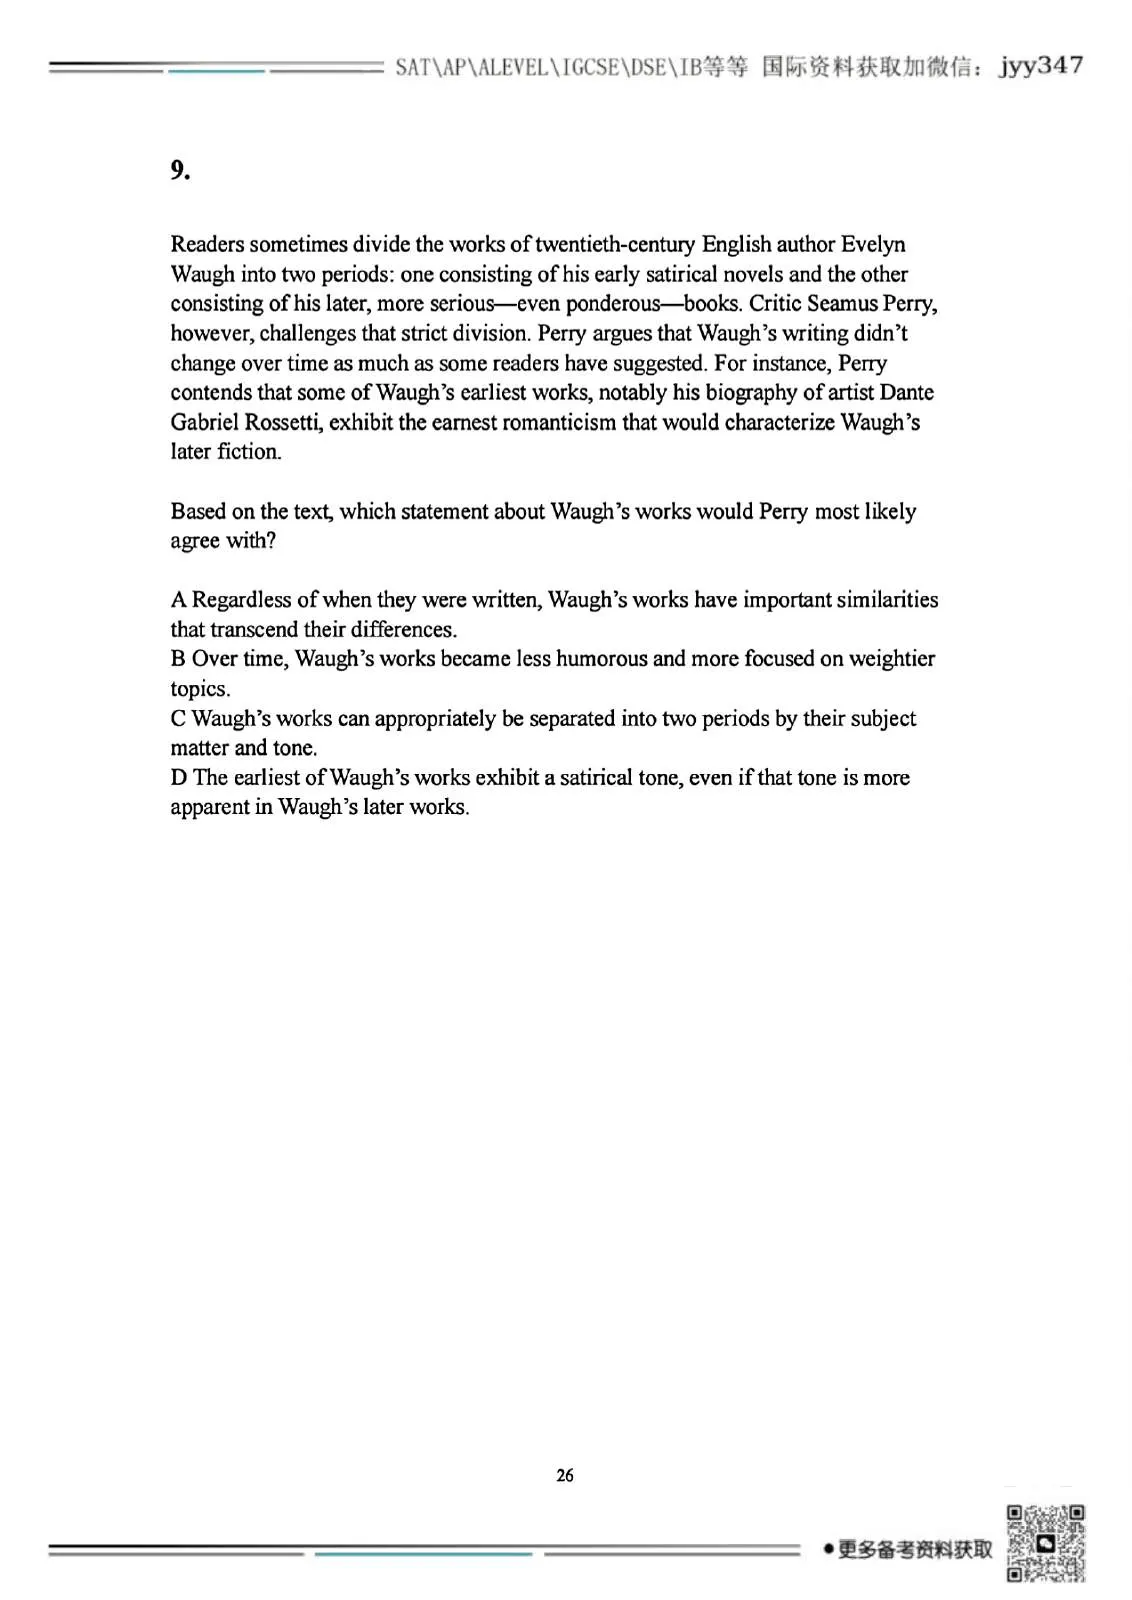 SAT\AP\ALEVEL\IGCSE\DSE\IB等等 国际资料获取加微信：jyy347
9.
Readers sometimes divide the works of twentieth-century English author Evelyn
Waugh into two periods: one consisting of his early satirical novels and the other
consisting of his later, more serious—even ponderous—books. Critic Seamus Perry,
however, challenges that strict division. Perry argues that Waugh’s writing didn’t
change over time as much as some readers have suggested. For instance, Perry
contends that some of Waugh’s earliest works, notably his biography of artist Dante
Gabriel Rossetti, exhibit the earnest romanticism that would characterize Waugh’s
later fiction.
Based on the text, which statement about Waugh’s works would Perry most likely
agree with?
A Regardless of when they were written, Waugh’s works have important similarities
that transcend their differences.
B Over time, Waugh’s works became less humorous and more focused on weightier
topics.
C Waugh’s works can appropriately be separated into two periods by their subject
matter and tone.
D The earliest of Waugh’s works exhibit a satirical tone, even if that tone is more
apparent in Waugh’s later works.
26
●更多备考资料获取